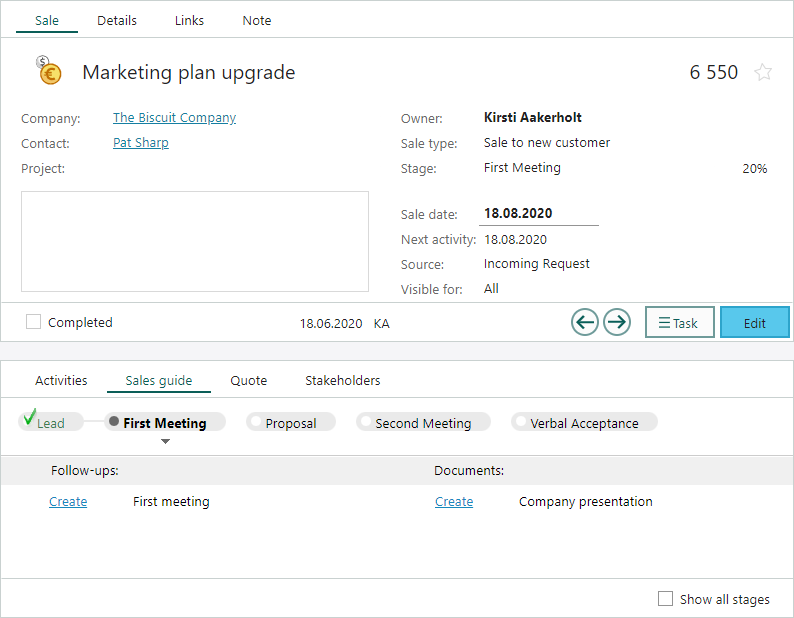 Sale Details Links Note
Marketing plan upgrade 6 550
Company: The Biscuit Company
Contact: Pat Sharp
Project:
Owner: Kirsti Aakerholt
Sale type: Sale to new customer
Stage: First Meeting 20%
Sale date: 18.08.2020
Next activity: 18.08.2020
Source: Incoming Request
Visible for: All
Completed 18.06.2020 KA Task Edit
Activities Sales guide Quote Stakeholders
Lead First Meeting Proposal Second Meeting Verbal Acceptance
Follow-ups: Documents:
Create First meeting Create Company presentation
Show all stages